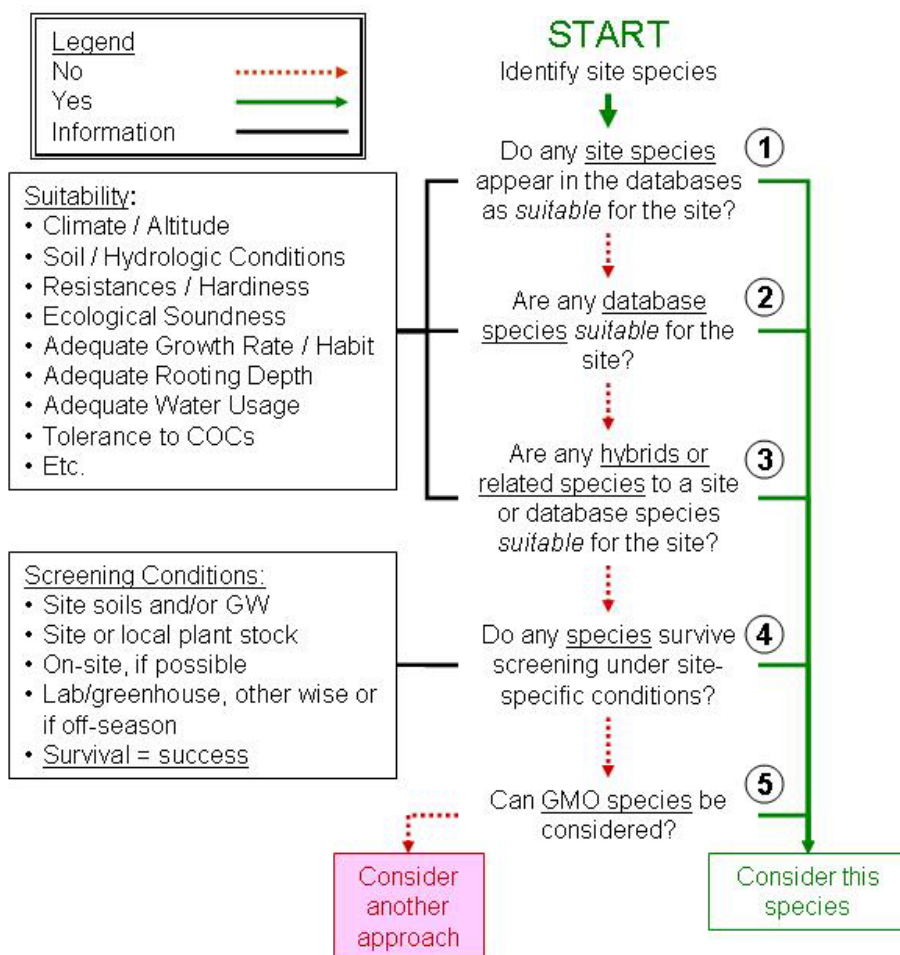 Legend
No
Yes
Information
START
Identify site species
Do any site species
appear in the databases
as suitable for the site?
1
Suitability:
• Climate / Altitude
• Soil / Hydrologic Conditions
• Resistances / Hardiness
• Ecological Soundness
• Adequate Growth Rate / Habit
• Adequate Rooting Depth
• Adequate Water Usage
• Tolerance to COCs
• Etc.
Are any database
species suitable for the
site?
2
Are any hybrids or
related species to a site
or database species
suitable for the site?
3
Screening Conditions:
• Site soils and/or GW
• Site or local plant stock
• On-site, if possible
• Lab/greenhouse, other wise or
if off-season
• Survival = success
Do any species survive
screening under site-
specific conditions?
4
Can GMO species be
considered?
5
Consider
another
approach
Consider this
species